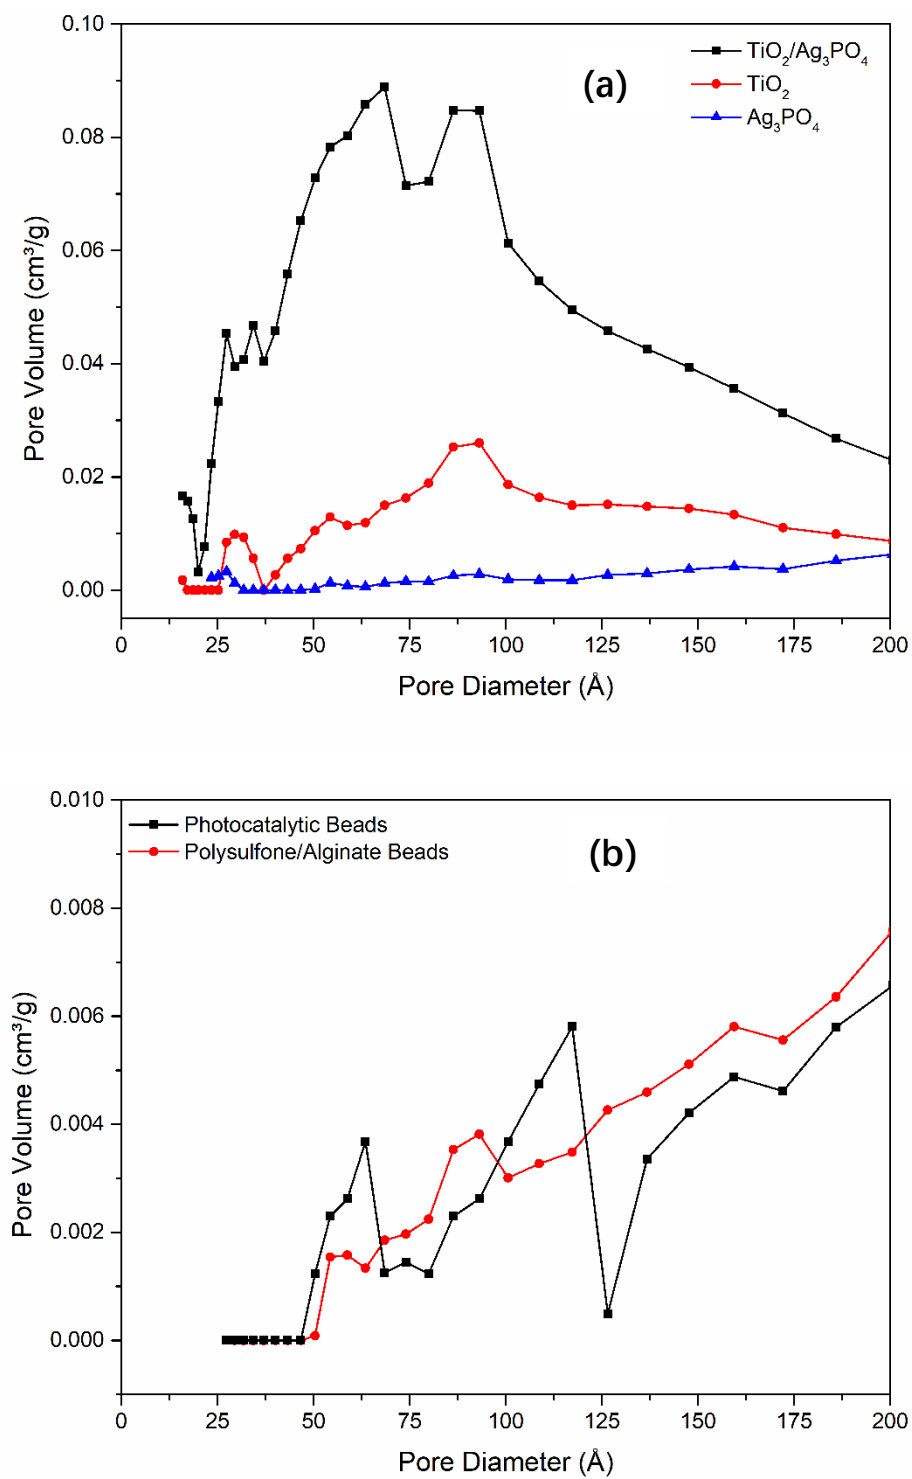 (a)
TiO₂/Ag₃PO₄
TiO₂
Ag₃PO₄
Pore Volume (cm³/g)
0.10
0.08
0.06
0.04
0.02
0.00
0 25 50 75 100 125 150 175 200
Pore Diameter (Å)
(b)
Photocatalytic Beads
Polysulfone/Alginate Beads
Pore Volume (cm³/g)
0.010
0.008
0.006
0.004
0.002
0.000
0 25 50 75 100 125 150 175 200
Pore Diameter (Å)